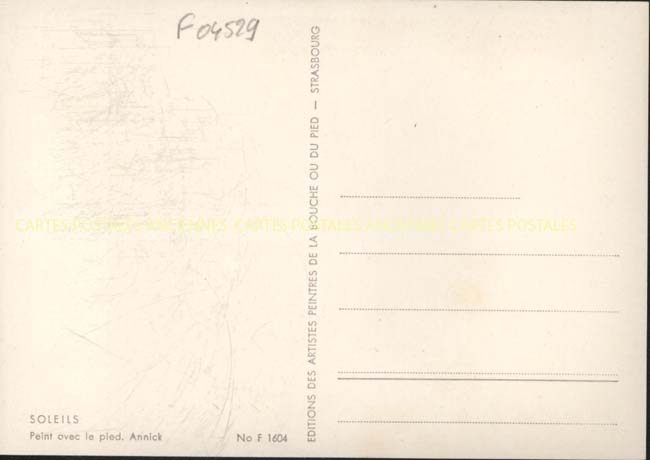 F 04529
EDITIONS DES ARTISTES PEINTRES DE LA BOUCHE OU DU PIED — STRASBOURG
CARTES POSTALES ANCIENNES CARTES POSTALES ANCIENNES CARTES POSTALES
SOLEILS
Peint avec le pied. Annick No F 1604